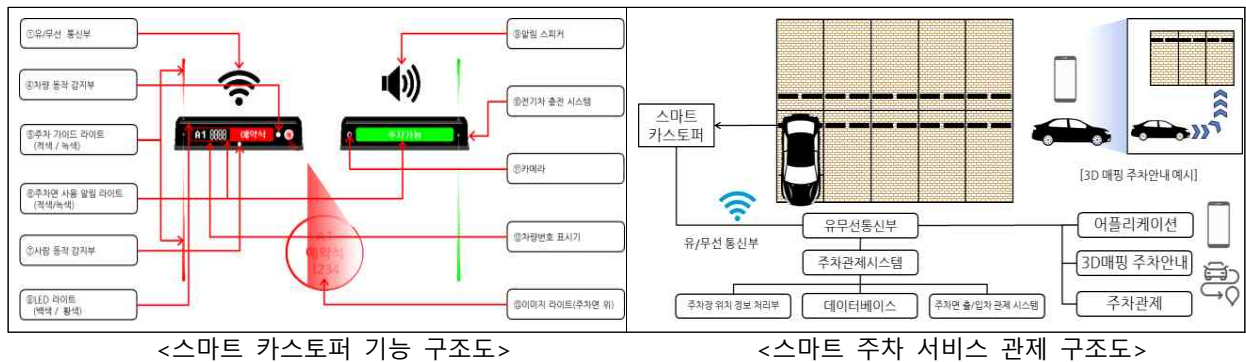 ①유/무선 통신부
④차량 동작 감지부
⑤주차 가이드 라이트
(적색 / 녹색)
⑥주차면 사용 알림 라이트
(적색/녹색)
⑦사람 동작 감지부
⑧LED 라이트
(백색 / 황색)
A1
예약석
주차가능
A1
예약석
1234
알림 스피커
전기차 충전 시스템
⑪카메라
차량번호 표시기
이미지 라이트(주차면 위)
<스마트 카스토퍼 기능 구조도>
스마트
카스토퍼
유/무선 통신부
유무선통신부
주차관제시스템
주차장 위치 정보 처리부
데이터베이스
주차면 출/입차 관제 시스템
[3D 매핑 주차안내 예시]
어플리케이션
3D매핑 주차안내
주차관제
<스마트 주차 서비스 관제 구조도>